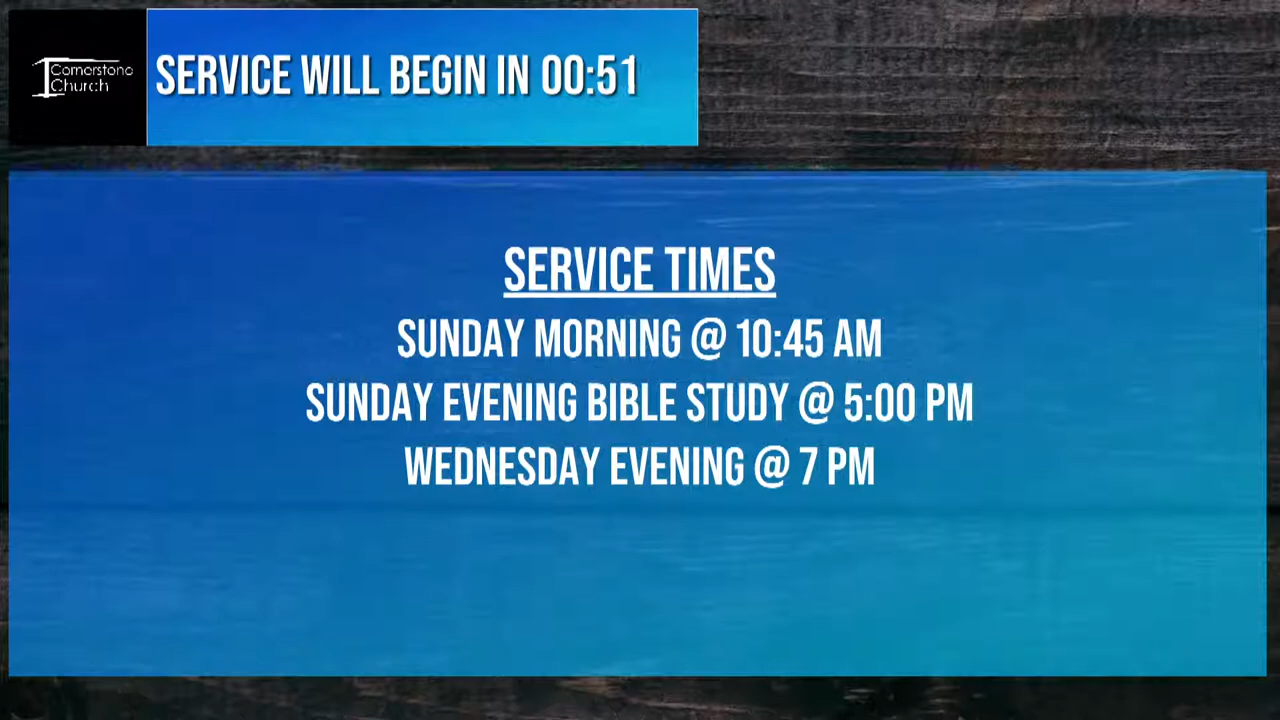 Cornerstone
Church
SERVICE WILL BEGIN IN 00:51
SERVICE TIMES
SUNDAY MORNING @ 10:45 AM
SUNDAY EVENING BIBLE STUDY @ 5:00 PM
WEDNESDAY EVENING @ 7 PM